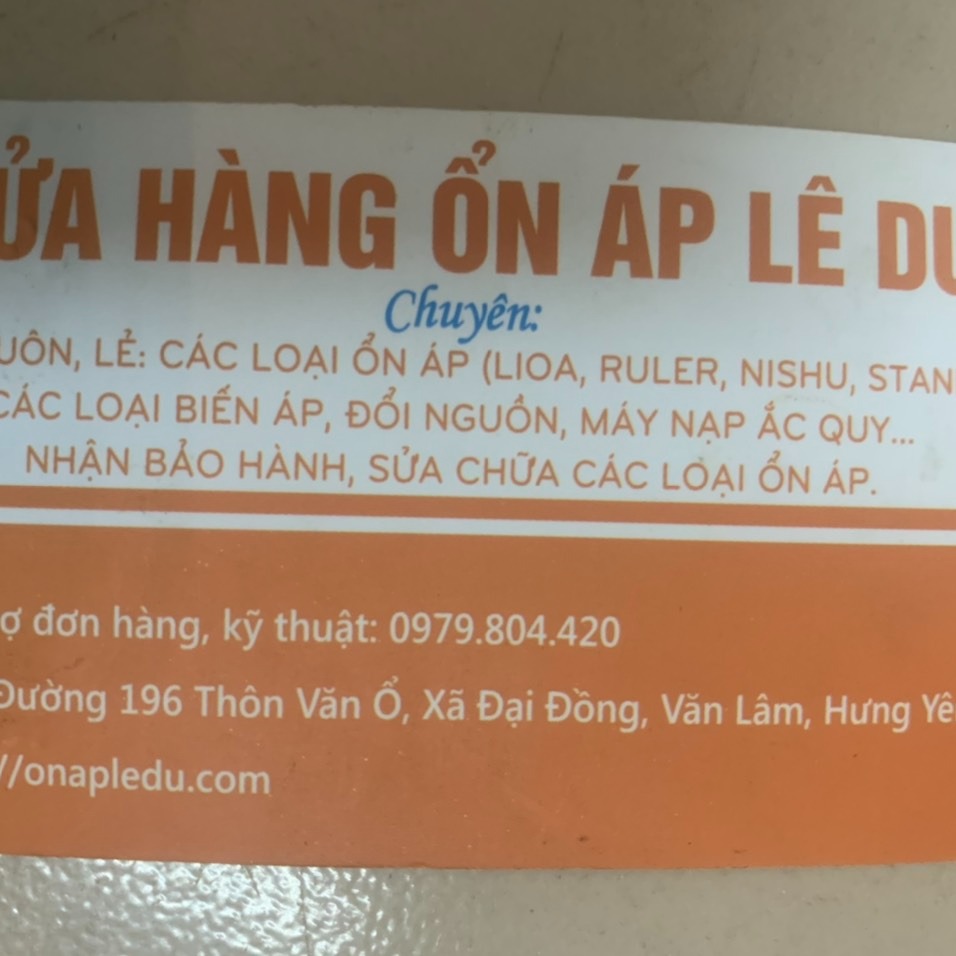 ỬA HÀNG ỔN ÁP LÊ DU
Chuyên:
UÔN, LẺ: CÁC LOẠI ỔN ÁP (LIOA, RULER, NISHU, STAN
CÁC LOẠI BIẾN ÁP, ĐỔI NGUỒN, MÁY NẠP ẮC QUY...
NHẬN BẢO HÀNH, SỬA CHỮA CÁC LOẠI ỔN ÁP.
ợ đơn hàng, kỹ thuật: 0979.804.420
Đường 196 Thôn Văn Ổ, Xã Đại Đồng, Văn Lâm, Hưng Yê
//onapledu.com